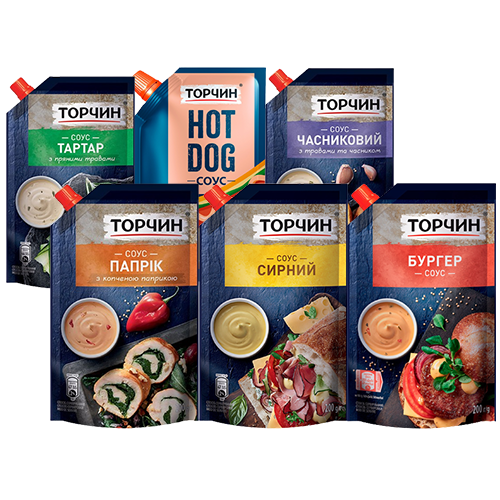 ТОРЧИН
СОУС
ТАРТАР
з пряними травами
ТОРЧИН
HOT
DOG
СОУС
ТОРЧИН
СОУС
ЧАСНИКОВИЙ
з травами та часником
ТОРЧИН
СОУС
ПАПРІК
з копченою паприкою
ТОРЧИН
СОУС
СИРНИЙ
200 г
ТОРЧИН
БУРГЕР
СОУС
200 г